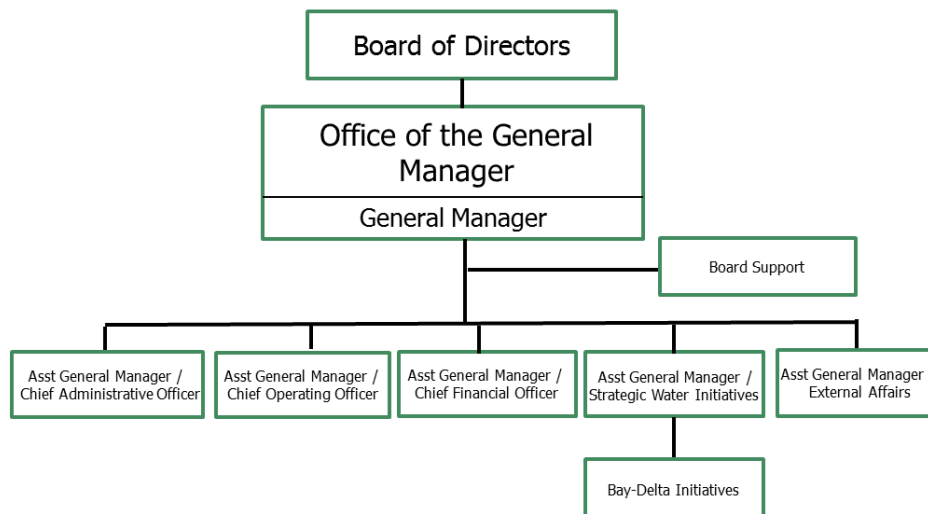 Board of Directors
Office of the General
Manager
General Manager
Board Support
Asst General Manager /
Chief Administrative Officer
Asst General Manager /
Chief Operating Officer
Asst General Manager /
Chief Financial Officer
Asst General Manager /
Strategic Water Initiatives
Asst General Manager
External Affairs
Bay-Delta Initiatives